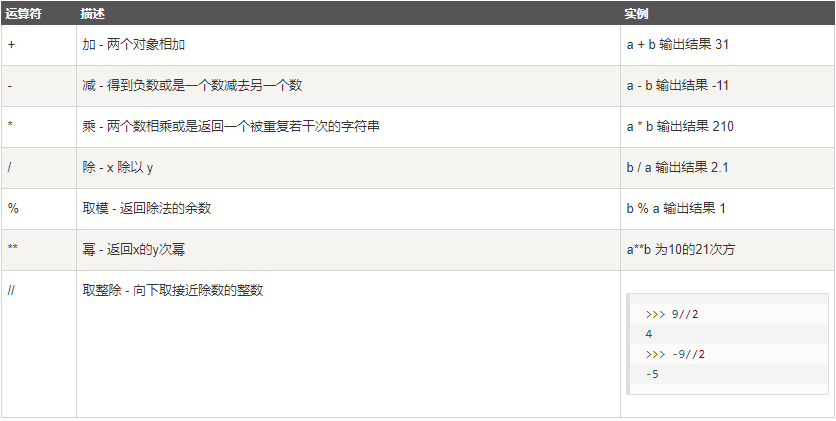 运算符 描述 实例
+ 加 - 两个对象相加 a + b 输出结果 31
- 减 - 得到负数或是一个数减去另一个数 a - b 输出结果 -11
* 乘 - 两个数相乘或是返回一个被重复若干次的字符串 a * b 输出结果 210
/ 除 - x 除以 y b / a 输出结果 2.1
% 取模 - 返回除法的余数 b % a 输出结果 1
** 幂 - 返回x的y次幂 a**b 为10的21次方
// 取整除 - 向下取接近除数的整数
>>> 9//2
4
>>> -9//2
-5